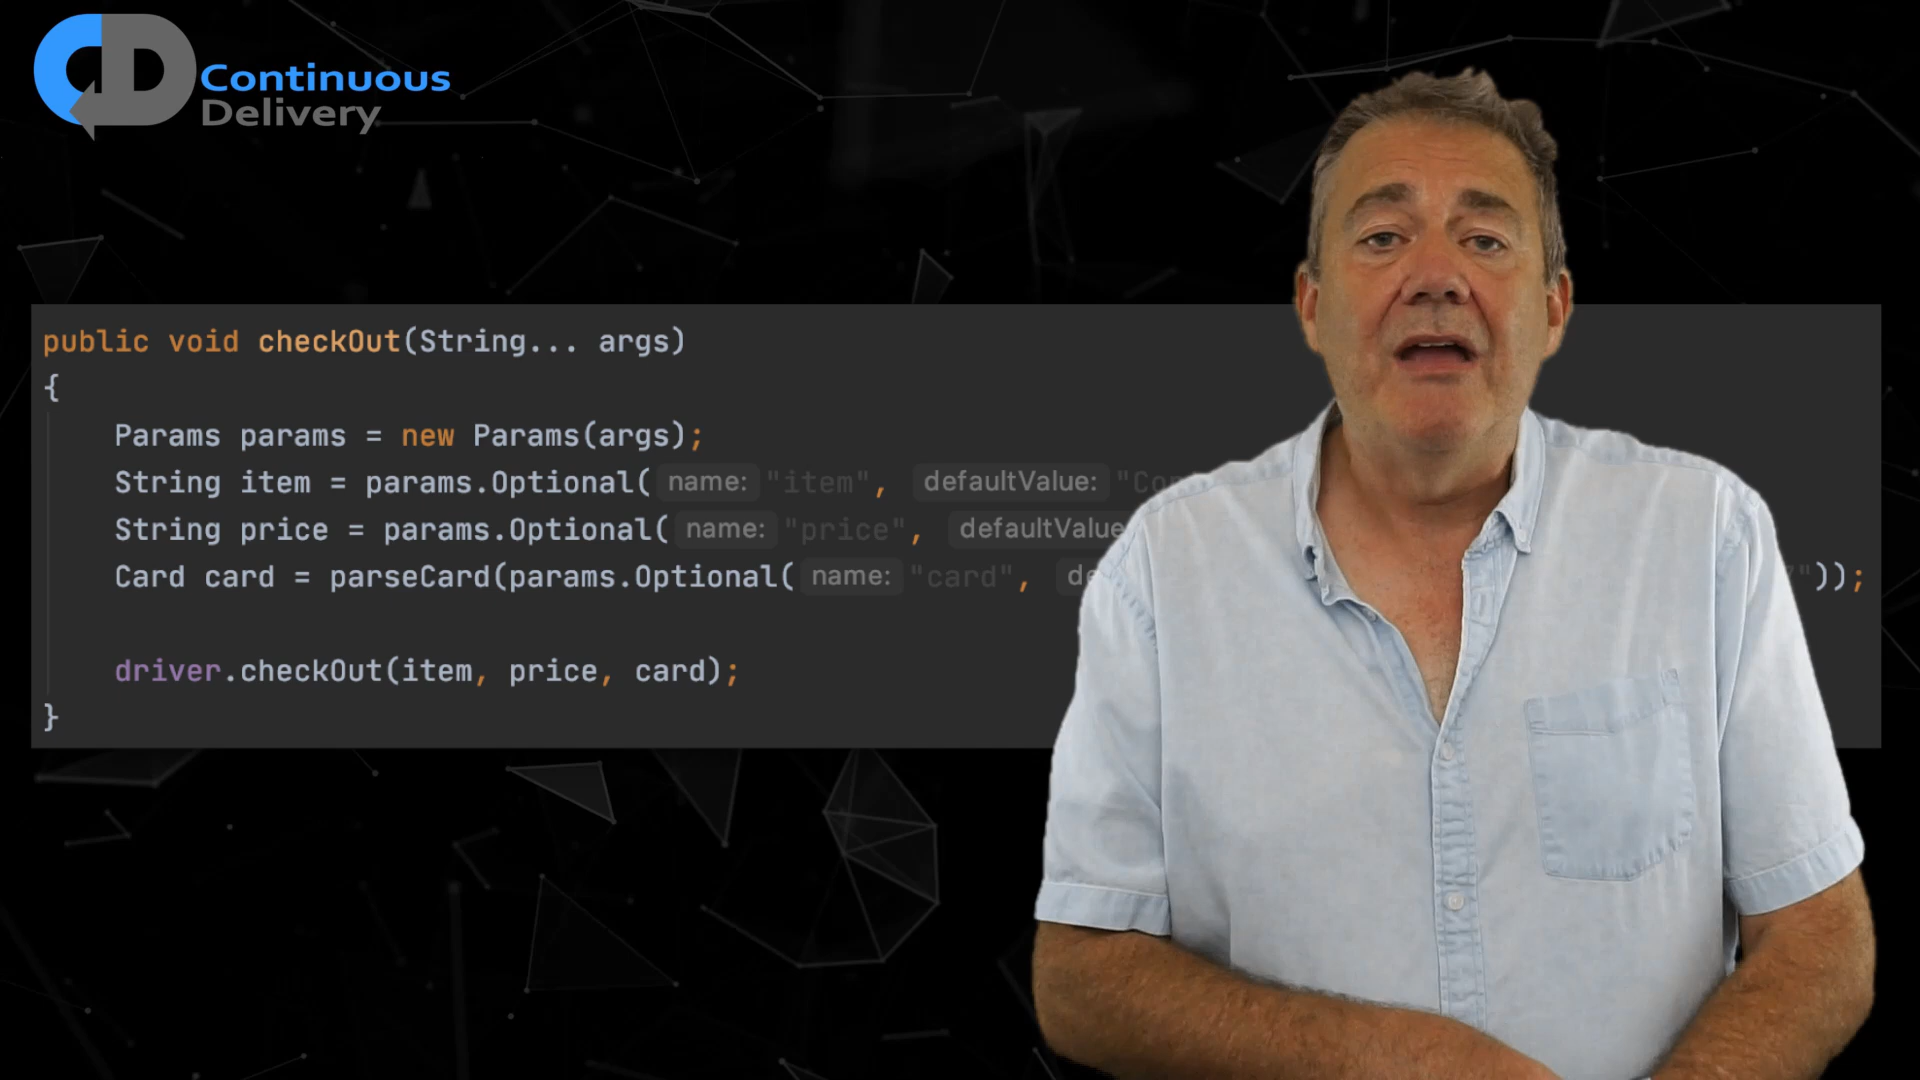 Continuous
Delivery
public void checkOut(String... args)
{
Params params = new Params(args);
String item = params.Optional( name: "item", defaultValue:
String price = params.Optional( name: "price", defaultValue
Card card = parseCard(params.Optional( name: "card", "));
driver.checkOut(item, price, card);
}